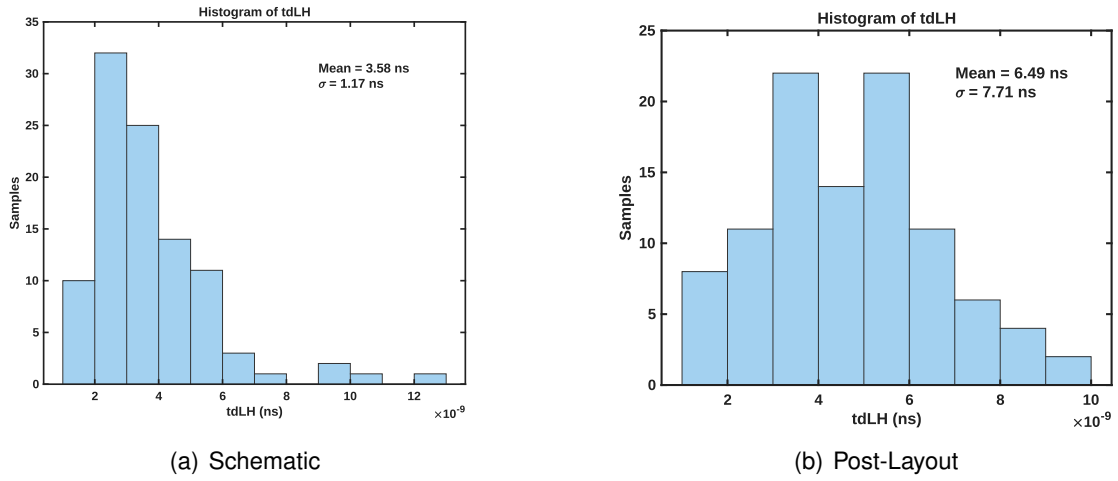 Histogram of tdLH
35
30
25
20
15
10
5
0
Samples
Mean = 3.58 ns
σ = 1.17 ns
2 4 6 8 10 12
tdLH (ns)
×10-9
(a) Schematic
Histogram of tdLH
25
20
15
10
5
0
Samples
Mean = 6.49 ns
σ = 7.71 ns
2 4 6 8 10
tdLH (ns)
×10-9
(b) Post-Layout